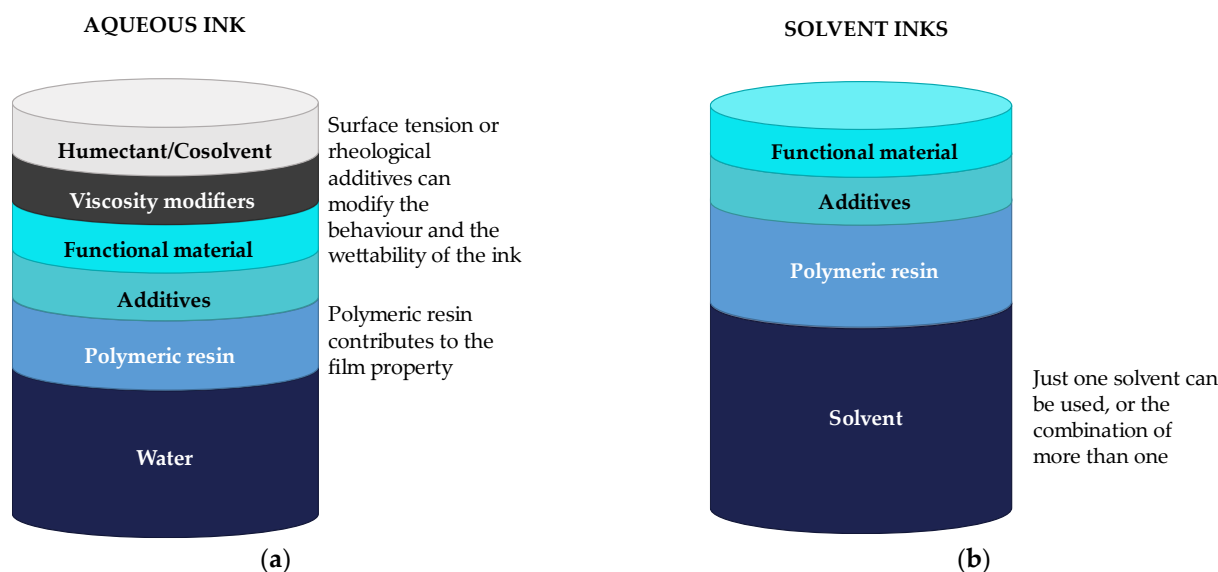 AQUEOUS INK
Humectant/Cosolvent
Viscosity modifiers
Functional material
Additives
Polymeric resin
Water
Surface tension or
rheological
additives can
modify the
behaviour and the
wettability of the ink
Polymeric resin
contributes to the
film property
(a)
SOLVENT INKS
Functional material
Additives
Polymeric resin
Solvent
Just one solvent can
be used, or the
combination of
more than one
(b)